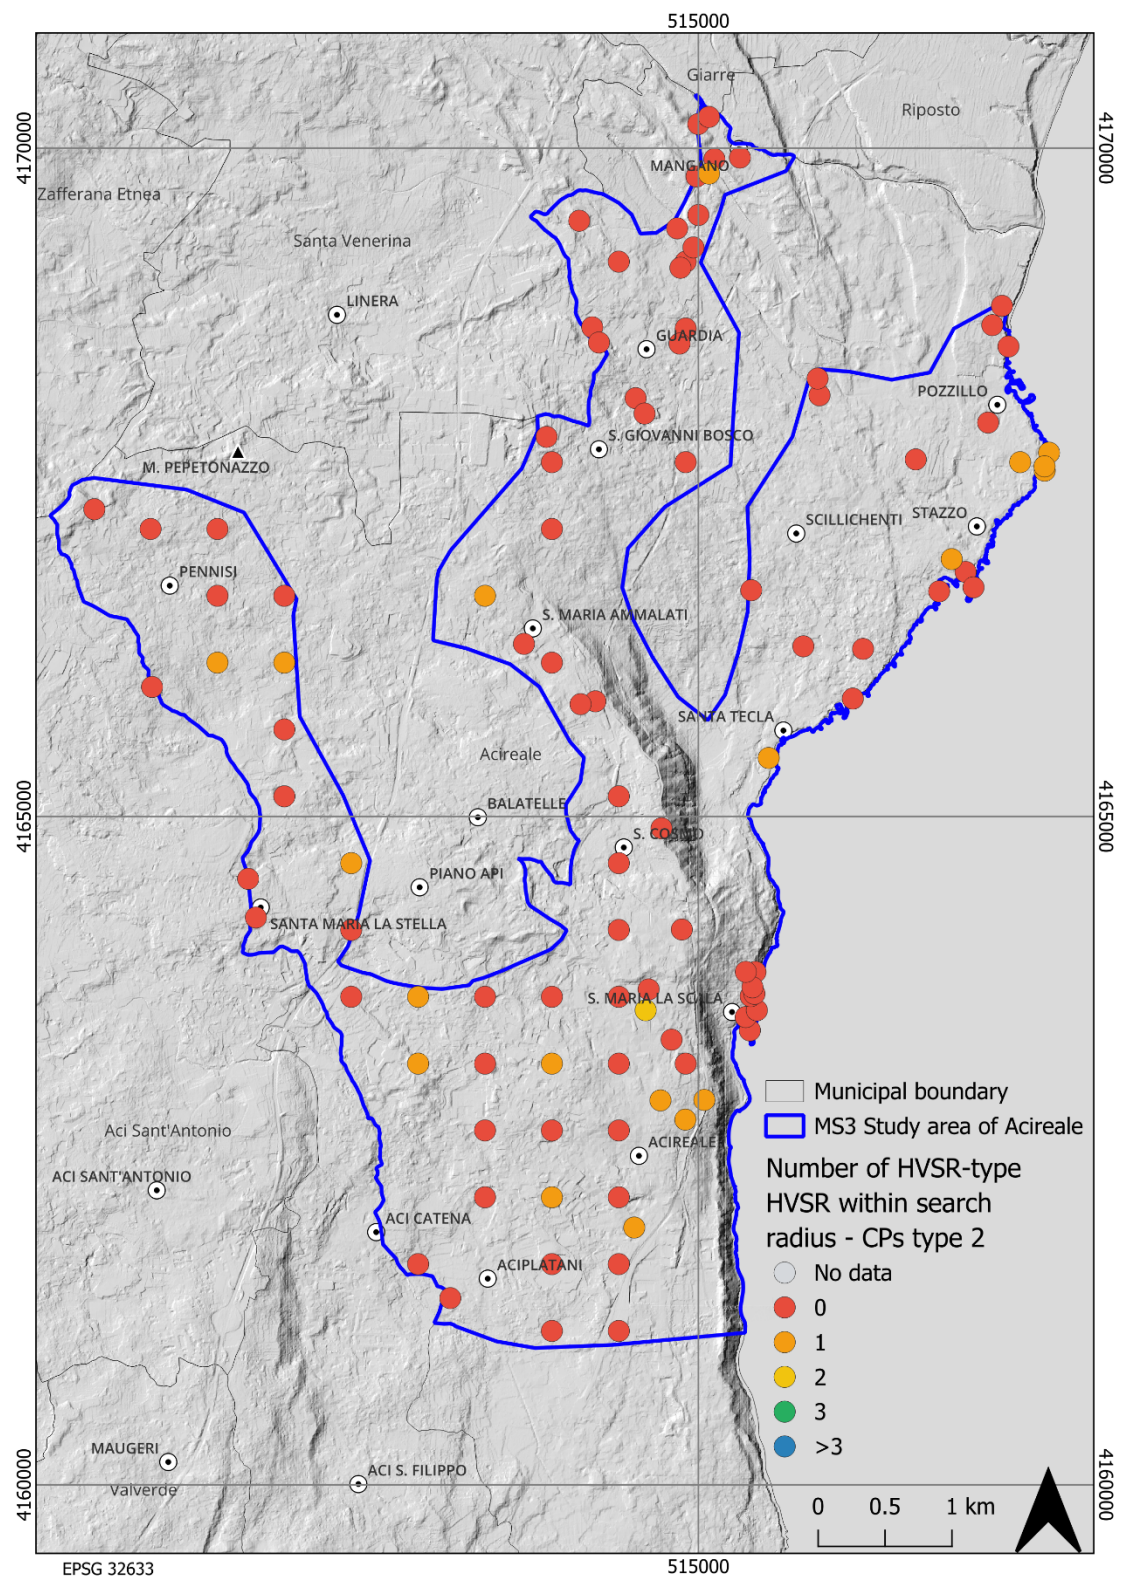 515000
Giarre
Riposto
4170000
4170000
MANGANO
Zafferana Etnea
Santa Venerina
LINERA
GUARDIA
POZZILLO
S. GIOVANNI BOSCO
M. PEPETONAZZO
SCILLICHENTI
STAZZO
PENNISI
S. MARIA AMMALATI
SANTA TECLA
Acireale
BALATELLE
4165000
4165000
S. COSMO
PIANO API
SANTA MARIA LA STELLA
S. MARIA LA SCALA
Municipal boundary
MS3 Study area of Acireale
Aci Sant'Antonio
ACIREALE
Number of HVSR-type
HVSR within search
radius - CPs type 2
ACI SANT'ANTONIO
ACI CATENA
ACIPLATANI
No data
0
1
2
3
>3
MAUGERI
ACI S. FILIPPO
Valverde
4160000
4160000
0 0.5 1 km
EPSG 32633
515000